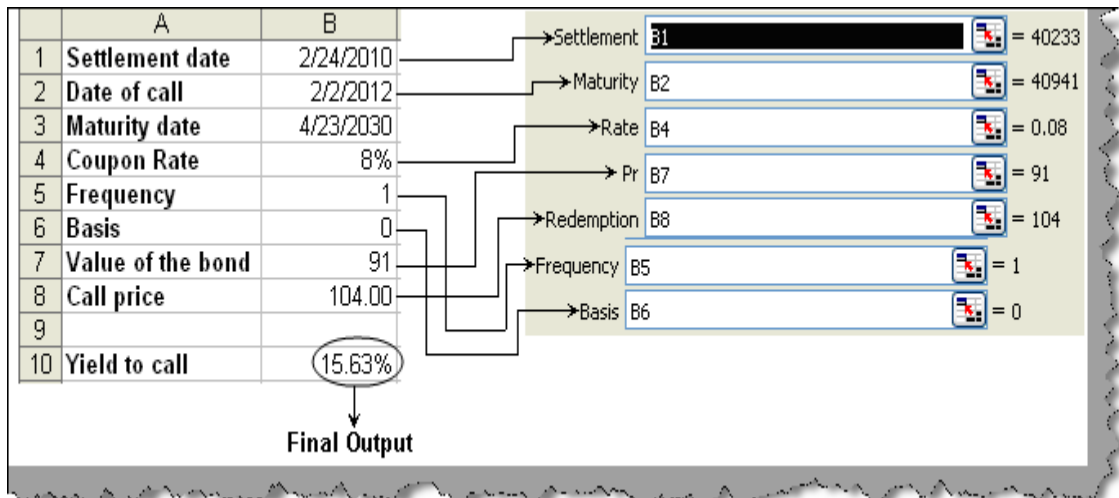 A B
1 Settlement date 2/24/2010
2 Date of call 2/2/2012
3 Maturity date 4/23/2030
4 Coupon Rate 8%
5 Frequency 1
6 Basis 0
7 Value of the bond 91
8 Call price 104.00
9
10 Yield to call 15.63%
Final Output
Settlement B1 = 40233
Maturity B2 = 40941
Rate B4 = 0.08
Pr B7 = 91
Redemption B8 = 104
Frequency B5 = 1
Basis B6 = 0